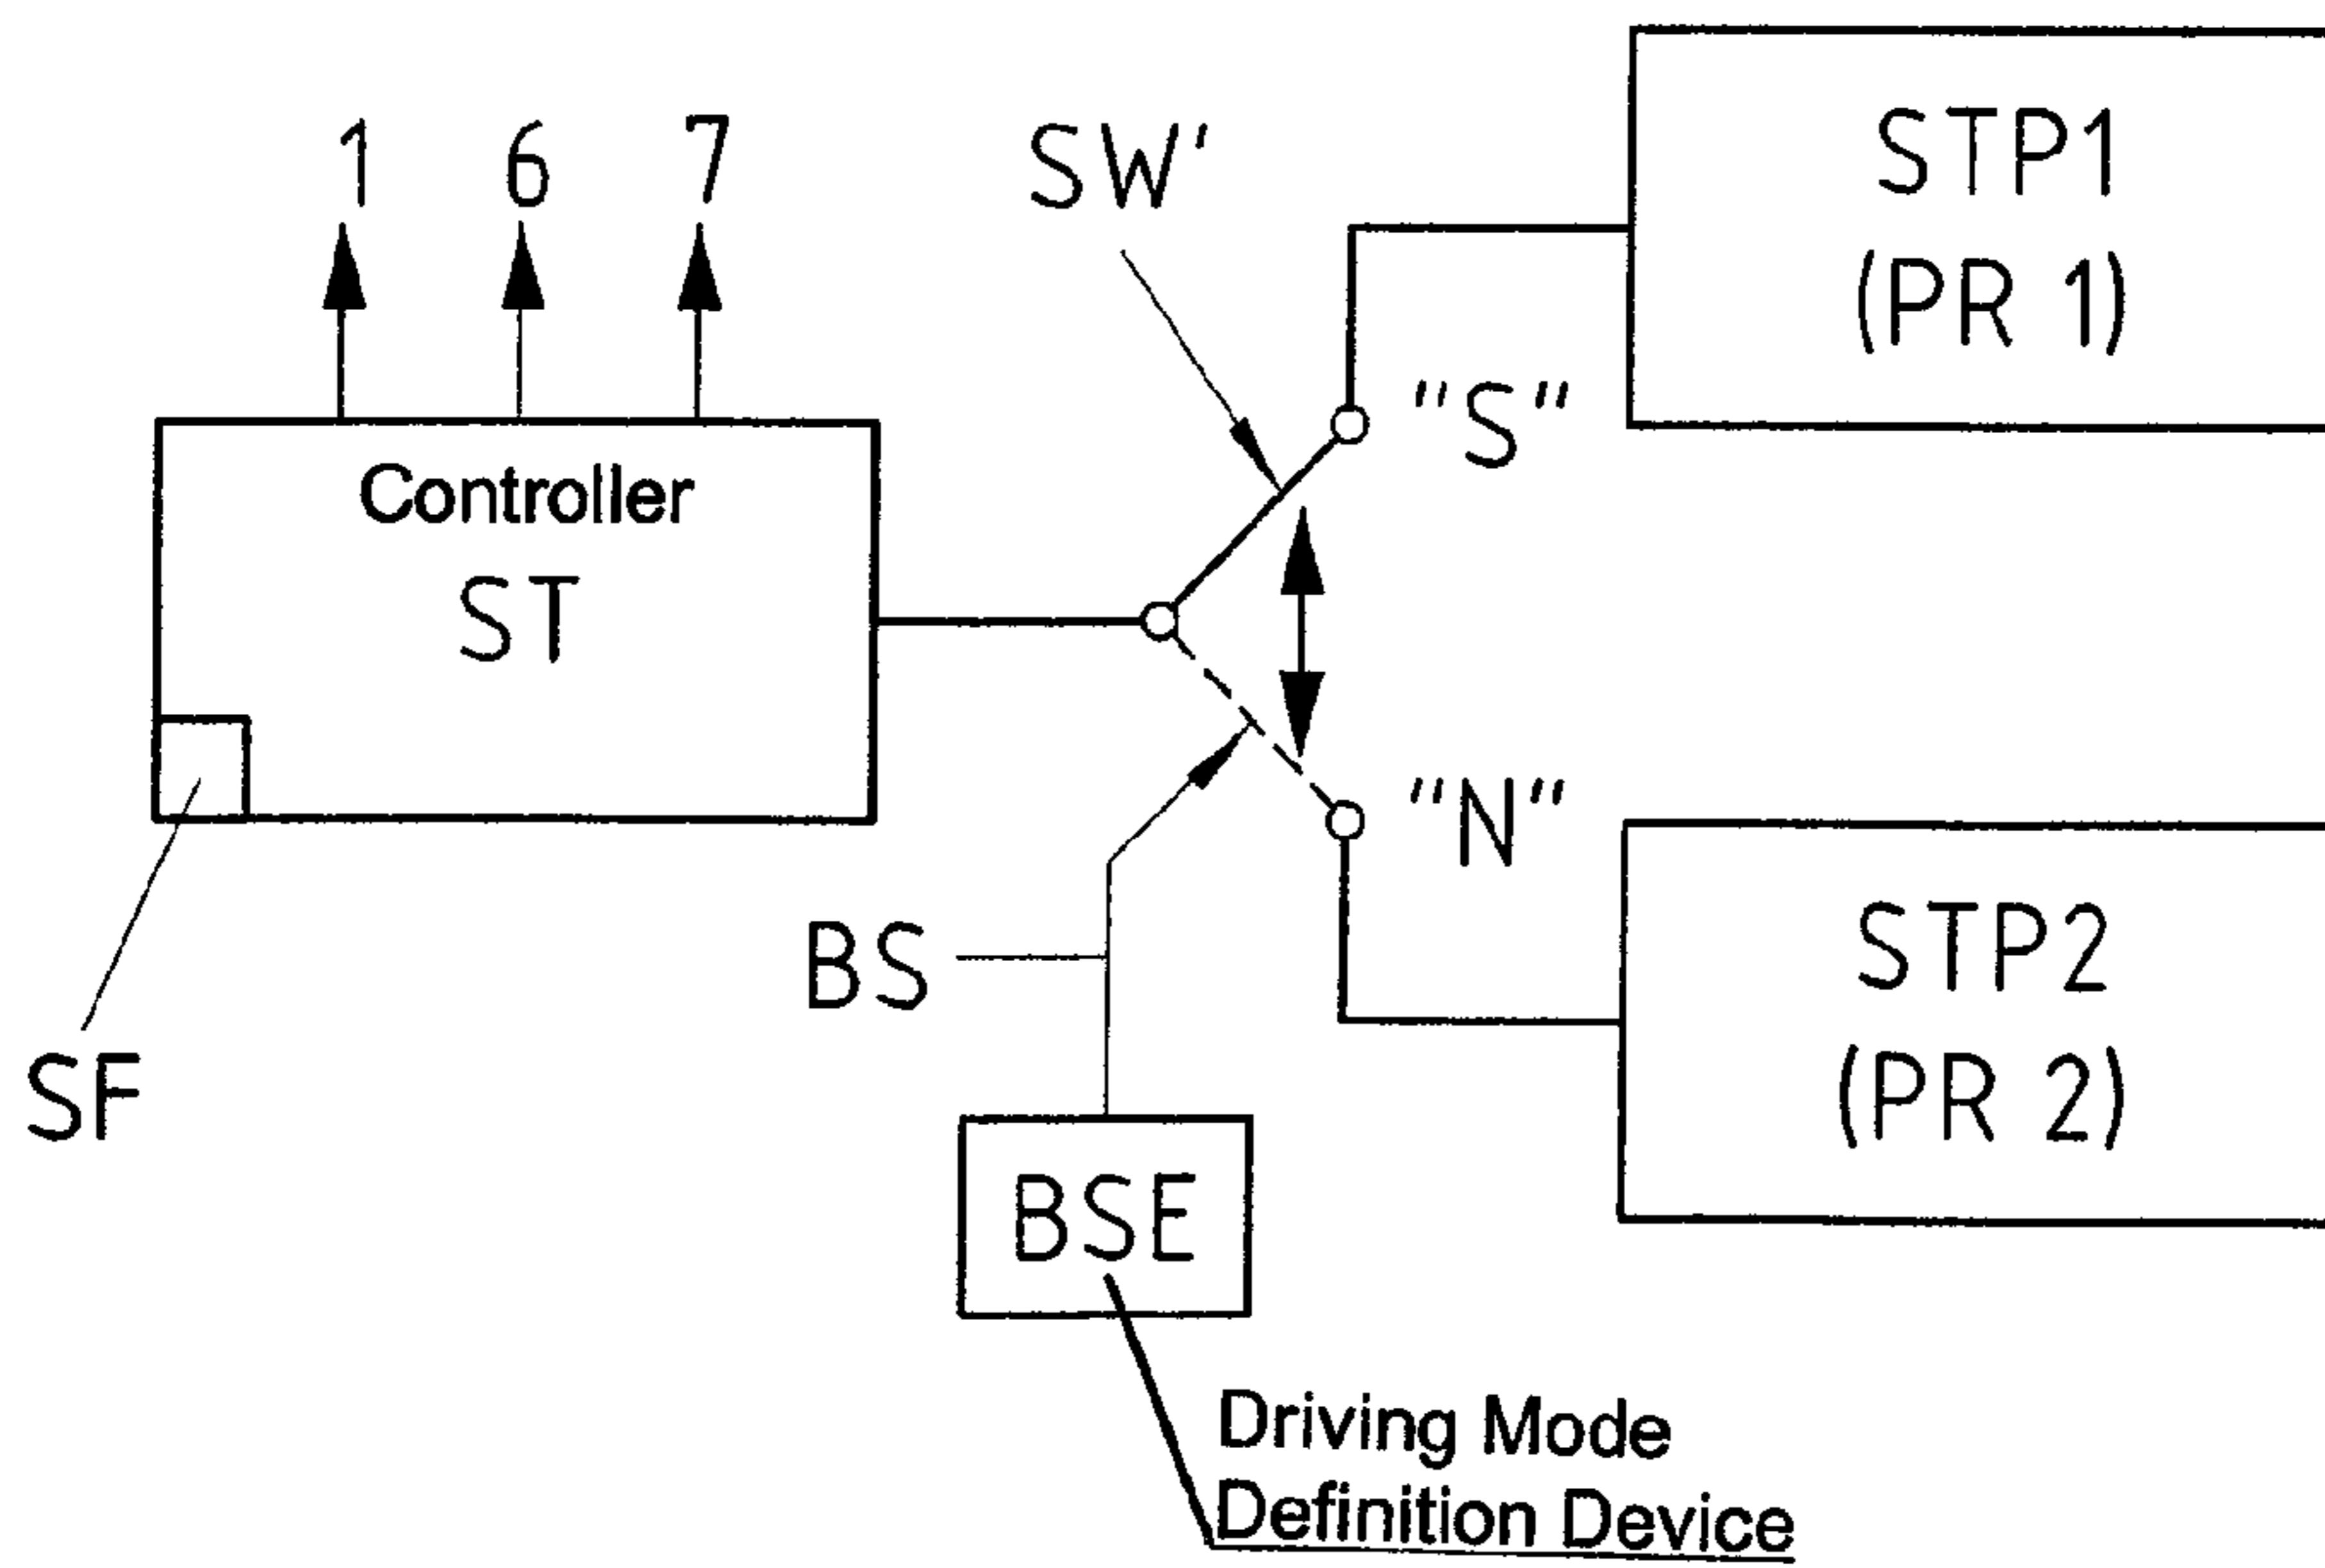 1 6 7
SW'
STP1
(PR 1)
"S"
Controller
ST
"N"
STP2
(PR 2)
BS
SF
BSE
Driving Mode
Definition Device